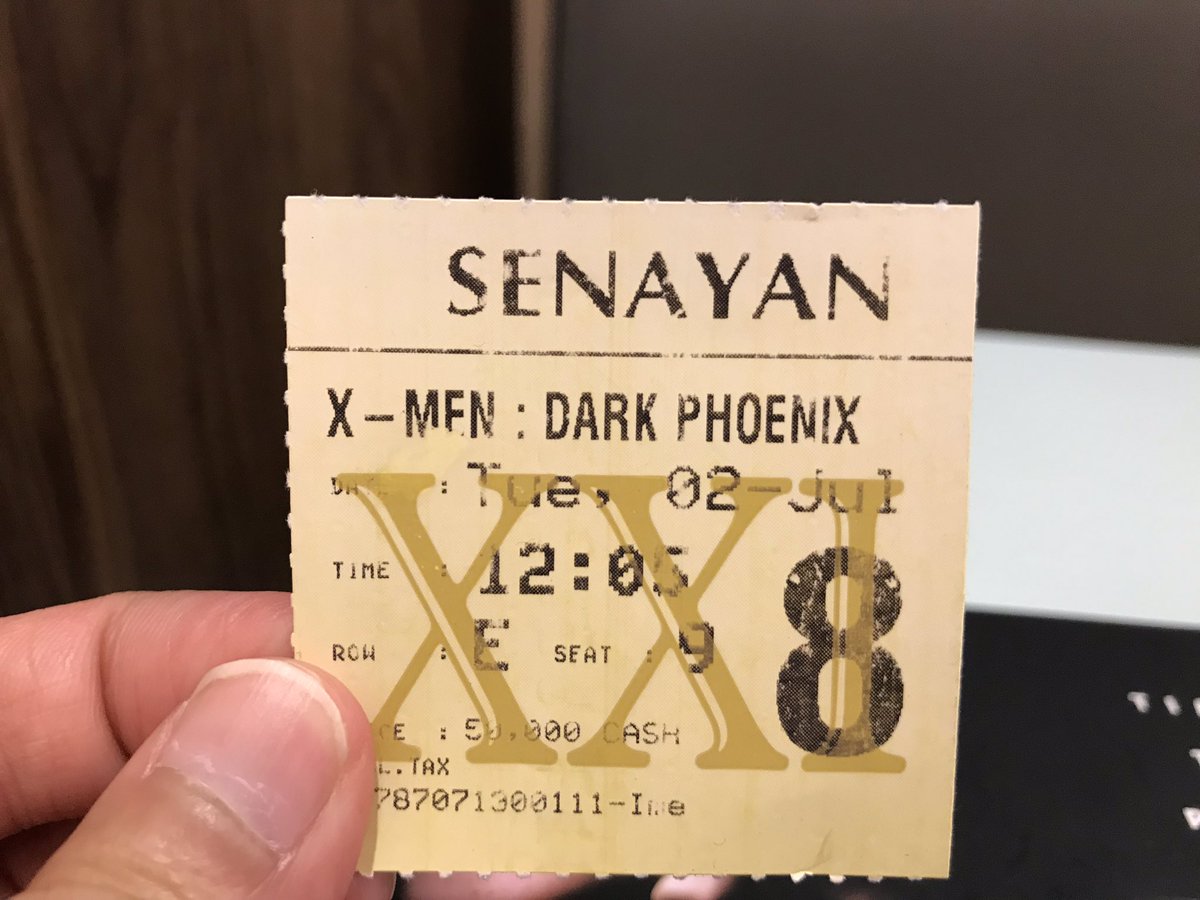 SENAYAN
X-MEN : DARK PHOENIX
DATE : Tue, 02-Jul
TIME : 12:05
ROW : E SEAT : 9
8
XXI
CE : 50,000 CASH
L.TAX
787071300111-Ime